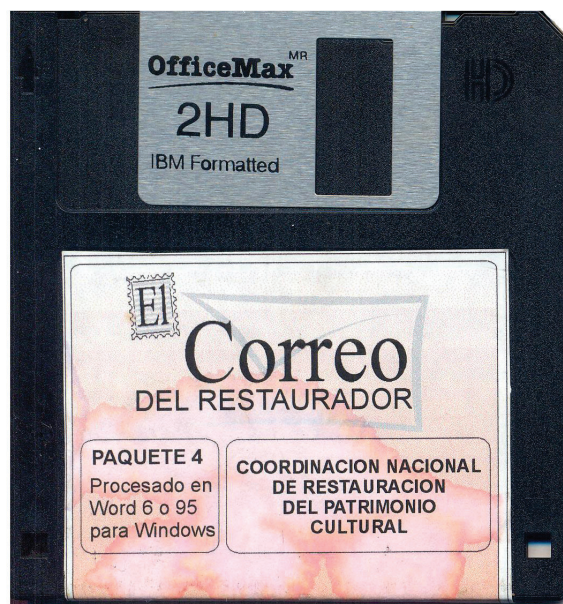 OfficeMax MR
2HD
IBM Formatted
HD
El
Correo
DEL RESTAURADOR
PAQUETE 4
Procesado en
Word 6 o 95
para Windows
COORDINACION NACIONAL
DE RESTAURACION
DEL PATRIMONIO
CULTURAL